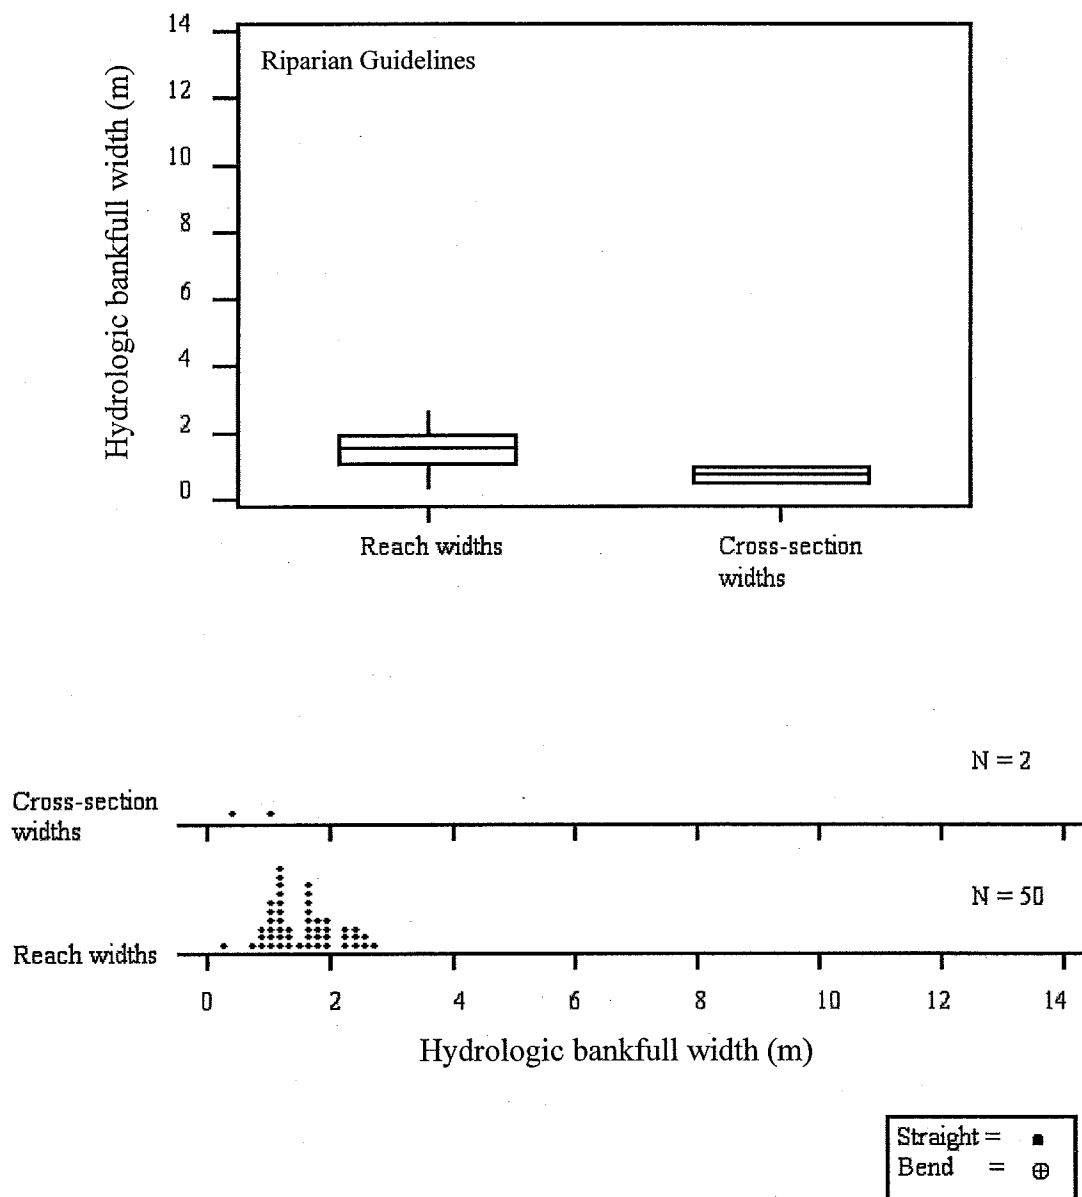 14
Riparian Guidelines
12
10
8
6
4
2
0
Hydrologic bankfull width (m)
Reach widths
Cross-section
widths
N = 2
Cross-section
widths
N = 50
Reach widths
0 2 4 6 8 10 12 14
Hydrologic bankfull width (m)
Straight = ■
Bend = ⊕